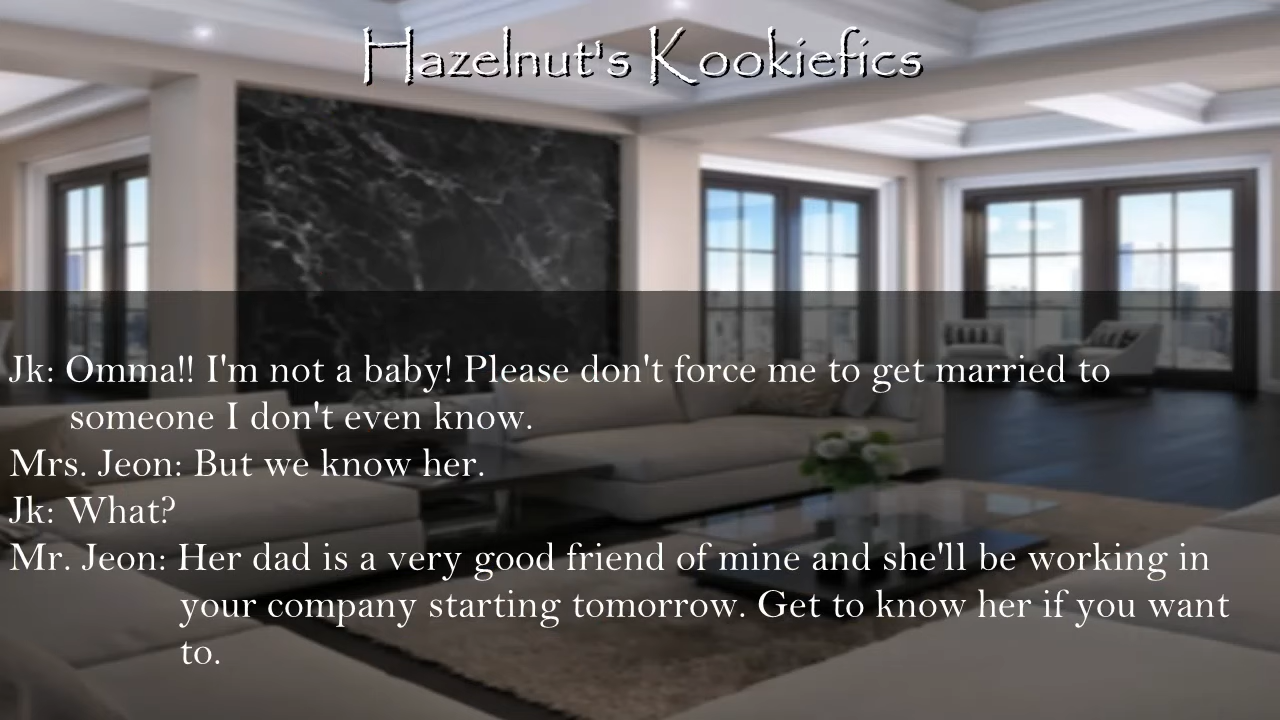 Hazelnut's Kookiefics
Jk: Omma!! I'm not a baby! Please don't force me to get married to
someone I don't even know.
Mrs. Jeon: But we know her.
Jk: What?
Mr. Jeon: Her dad is a very good friend of mine and she'll be working in
your company starting tomorrow. Get to know her if you want
to.